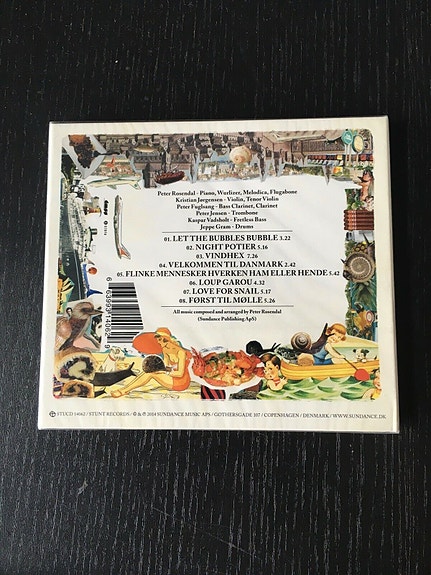 Peter Rosendal - Piano, Wurlizer, Melodica, Flugabone
Kristian Jørgensen - Violin, Tenor Violin
Peter Fuglsang - Bass Clarinet, Clarinet
Peter Jensen - Trombone
Kaspar Vadsholt - Fretless Bass
Jeppe Gram - Drums
01. LET THE BUBBLES BUBBLE 3.22
02. NIGHT POTIER 5.16
03. VINDHEX 7.26
04. VELKOMMEN TIL DANMARK 2.42
05. FLINKE MENNESKER HVERKEN HAM ELLER HENDE 5.42
06. LOUP GAROU 4.32
07. LOVE FOR SNAIL 5.17
08. FØRST TIL MØLLE 5.26
All music composed and arranged by Peter Rosendal
(Sundance Publishing ApS)
STUCD 14062 / STUNT RECORDS / © & ℗ 2014 SUNDANCE MUSIC APS / GOTHERSGADE 107 / COPENHAGEN / DENMARK / WWW.SUNDANCE.DK